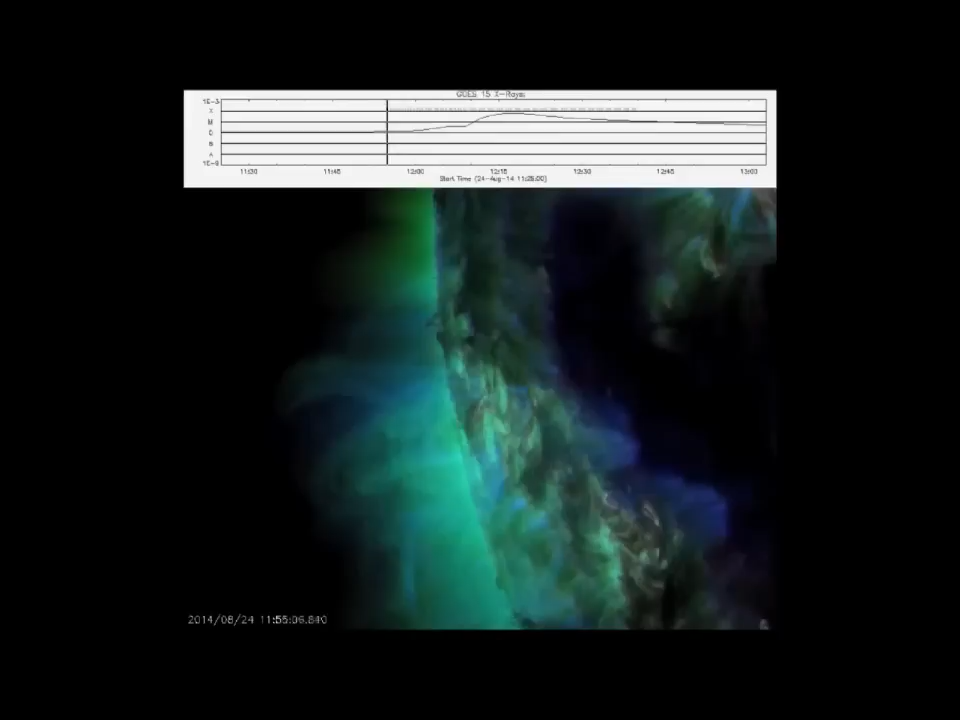 GOES 15 X-Rays
1E-3
X
M
C
B
A
1E-9
11:30 11:45 12:00 12:15 12:30 12:45 13:00
Start Time (24-Aug-14 11:25:00)
2014/08/24 11:55:06.840